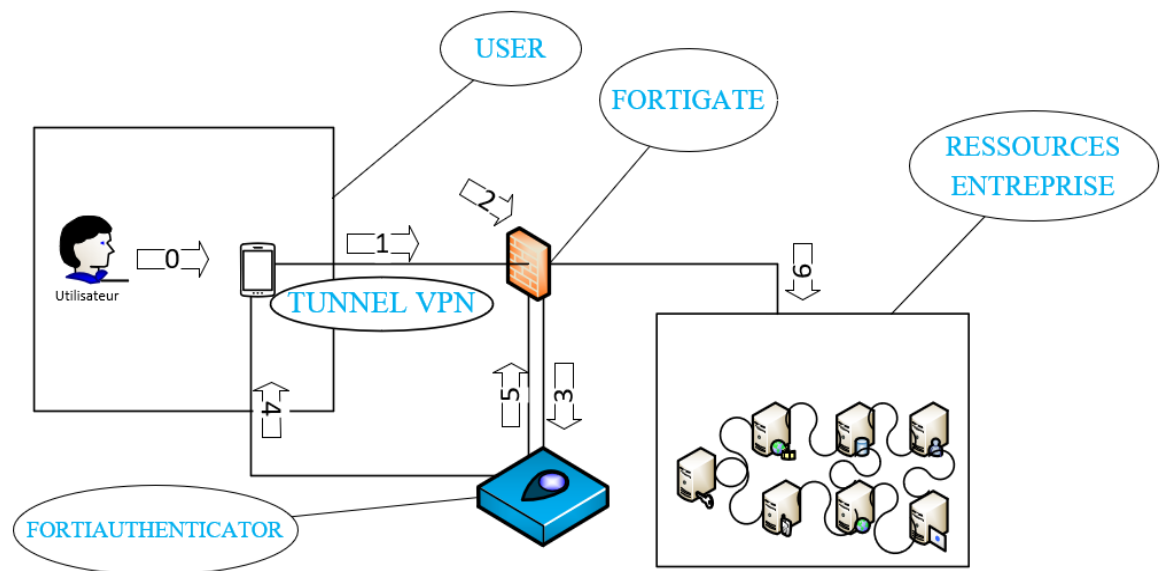 USER
FORTIGATE
RESSOURCES
ENTREPRISE
2
0
1
6
Utilisateur
TUNNEL VPN
4
5
3
FORTIAUTHENTICATOR